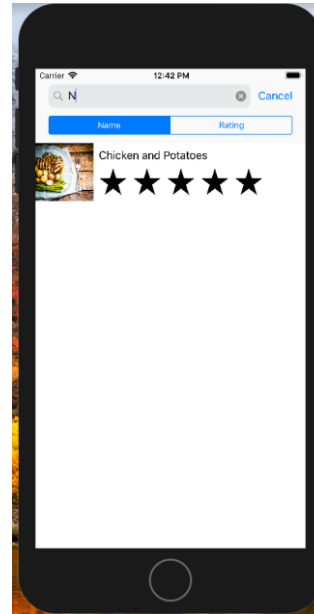 Carrier 12:42 PM
N Cancel
Name Rating
Chicken and Potatoes